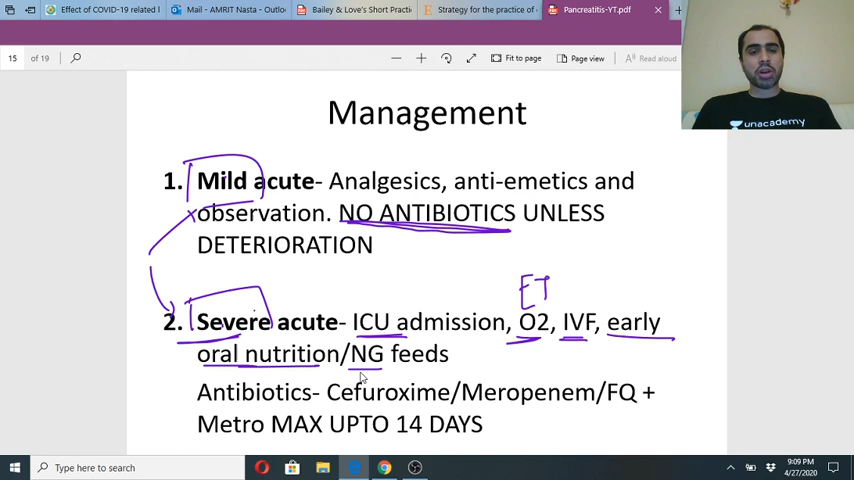 Effect of COVID-19 related l
Mail - AMRIT Nasta - Outlo
Bailey & Love's Short Practi
Strategy for the practice of
Pancreatitis-YT.pdf
15 of 19
Fit to page
Page view
Read aloud
unacademy
Management
1. Mild acute- Analgesics, anti-emetics and
observation. NO ANTIBIOTICS UNLESS
DETERIORATION
ET
2. Severe acute- ICU admission, O2, IVF, early
oral nutrition/NG feeds
Antibiotics- Cefuroxime/Meropenem/FQ +
Metro MAX UPTO 14 DAYS
Type here to search
9:09 PM
4/27/2020